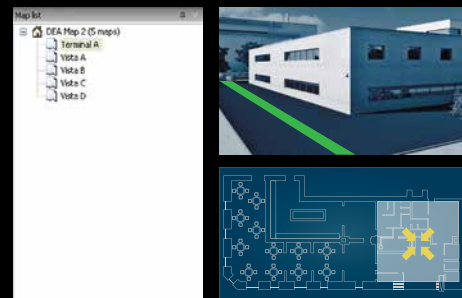 Map list
DEA Map 2 (5 maps)
Terminal A
Vista A
Vista B
Vista C
Vista D